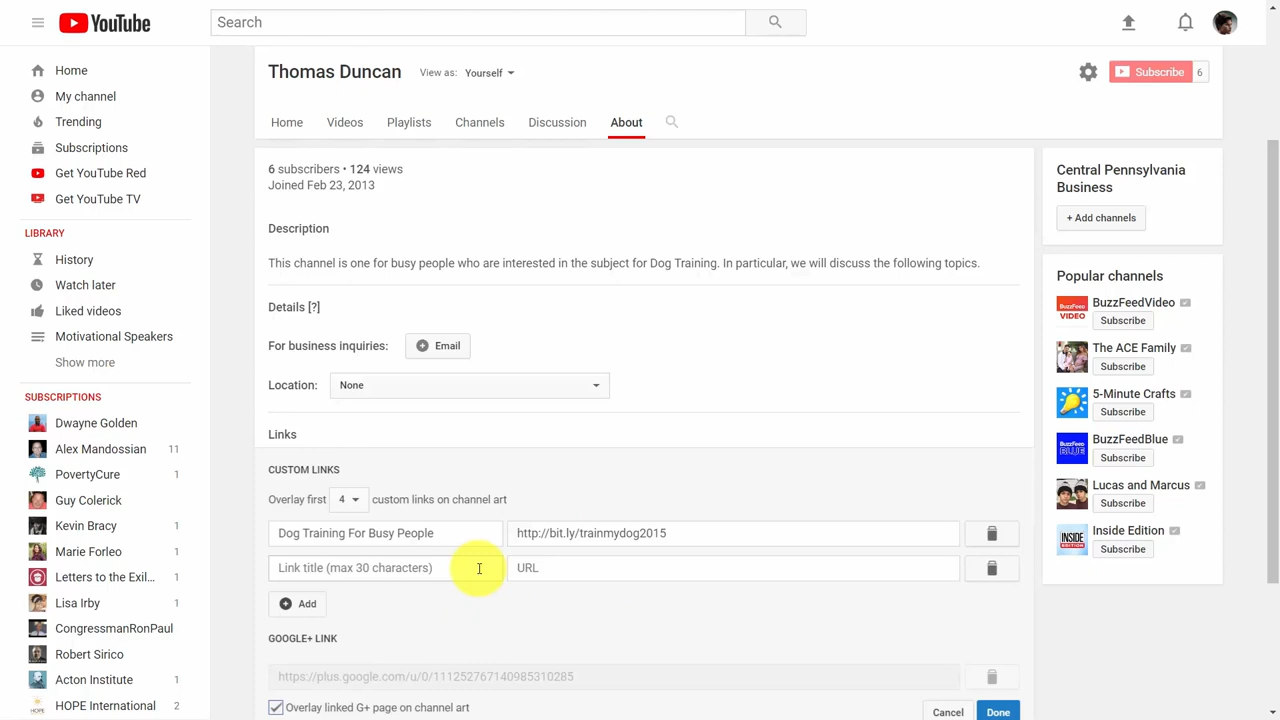 YouTube
Search
Home
My channel
Trending
Subscriptions
Get YouTube Red
Get YouTube TV
LIBRARY
History
Watch later
Liked videos
Motivational Speakers
Show more
SUBSCRIPTIONS
Dwayne Golden
Alex Mandossian 11
PovertyCure 1
Guy Colerick
Kevin Bracy 1
Marie Forleo 1
Letters to the Exil... 1
Lisa Irby 1
CongressmanRonPaul
Robert Sirico
Acton Institute 1
HOPE International 2
Thomas Duncan View as: Yourself
Subscribe 6
Home Videos Playlists Channels Discussion About
6 subscribers • 124 views
Joined Feb 23, 2013
Description
This channel is one for busy people who are interested in the subject for Dog Training. In particular, we will discuss the following topics.
Details [?]
For business inquiries: Email
Location: None
Links
CUSTOM LINKS
Overlay first 4 custom links on channel art
Dog Training For Busy People http://bit.ly/trainmydog2015
Link title (max 30 characters) URL
Add
GOOGLE+ LINK
https://plus.google.com/u/0/111252767140985310285
Overlay linked G+ page on channel art
Cancel Done
Central Pennsylvania
Business
+ Add channels
Popular channels
BuzzFeed VIDEO
BuzzFeedVideo
Subscribe
The ACE Family
Subscribe
5-Minute Crafts
Subscribe
BuzzFeed BLUE
BuzzFeedBlue
Subscribe
Lucas and Marcus
Subscribe
INSIDE EDITION
Inside Edition
Subscribe